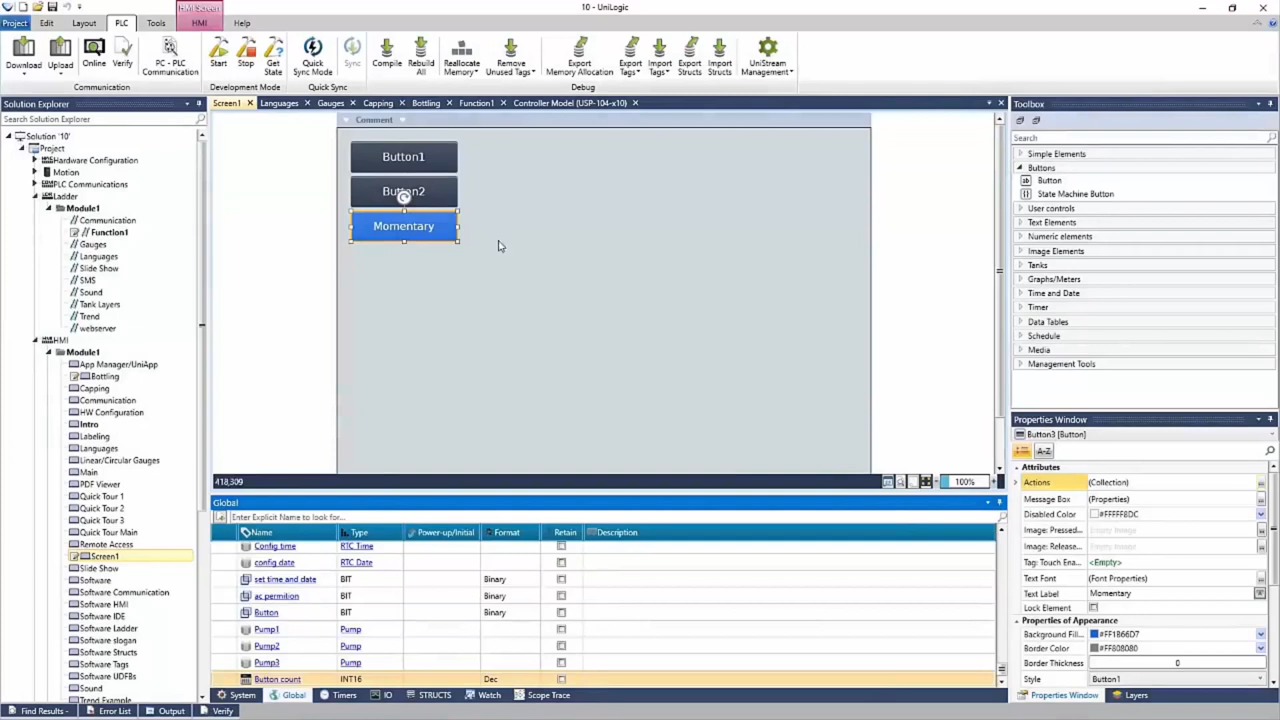 10 - UniLogic
HMI Screen
Project Edit Layout PLC Tools HMI Help
Download Upload Online Verify PC - PLC Communication Start Stop Get State Quick Sync Mode Sync Compile Rebuild All Reallocate Memory Remove Unused Tags Export Memory Allocation Export Tags Import Tags Export Structs Import Structs UniStream Management
Communication Development Mode Quick Sync Debug
Solution Explorer
Search Solution Explorer
Solution '10'
Project
Hardware Configuration
Motion
PLC Communications
Ladder
Module1
Communication
Function1
Gauges
Languages
Slide Show
SMS
Sound
Tank Layers
Trend
webserver
HMI
Module1
App Manager/UniApp
Bottling
Capping
Communication
HW Configuration
Intro
Labeling
Languages
Linear/Circular Gauges
Main
PDF Viewer
Quick Tour 1
Quick Tour 2
Quick Tour 3
Quick Tour Main
Remote Access
Screen1
Slide Show
Software
Software Communication
Software HMI
Software IDE
Software Ladder
Software slogan
Software Structs
Software Tags
Software UDFBs
Sound
Trend Example
Screen1 Languages Gauges Capping Bottling Function1 Controller Model (USP-104-x10)
Comment
Button1
Button2
Momentary
418,309
100%
Global
Enter Explicit Name to look for...
Name Type Power-up/Initial Format Retain Description
Config time RTC Time
config date RTC Date
set time and date BIT Binary
ac permition BIT Binary
Button BIT Binary
Pump1 Pump
Pump2 Pump
Pump3 Pump
Button count INT16 Dec
System Global Timers IO STRUCTS Watch Scope Trace
Toolbox
Search
Simple Elements
Buttons
Button
State Machine Button
User controls
Text Elements
Numeric elements
Image Elements
Tanks
Graphs/Meters
Time and Date
Timer
Data Tables
Schedule
Media
Management Tools
Properties Window
Button3 [Button]
A-Z
Attributes
Actions (Collection)
Message Box (Properties)
Disabled Color #FFFFF8DC
Image: Pressed... Empty Image
Image: Release... Empty Image
Tag: Touch Ena... <Empty>
Text Font (Font Properties)
Text Label Momentary
Lock Element
Properties of Appearance
Background Fill... #FF1B66D7
Border Color #FF808080
Border Thickness 0
Style Button1
Properties Window Layers
Find Results - Error List Output Verify